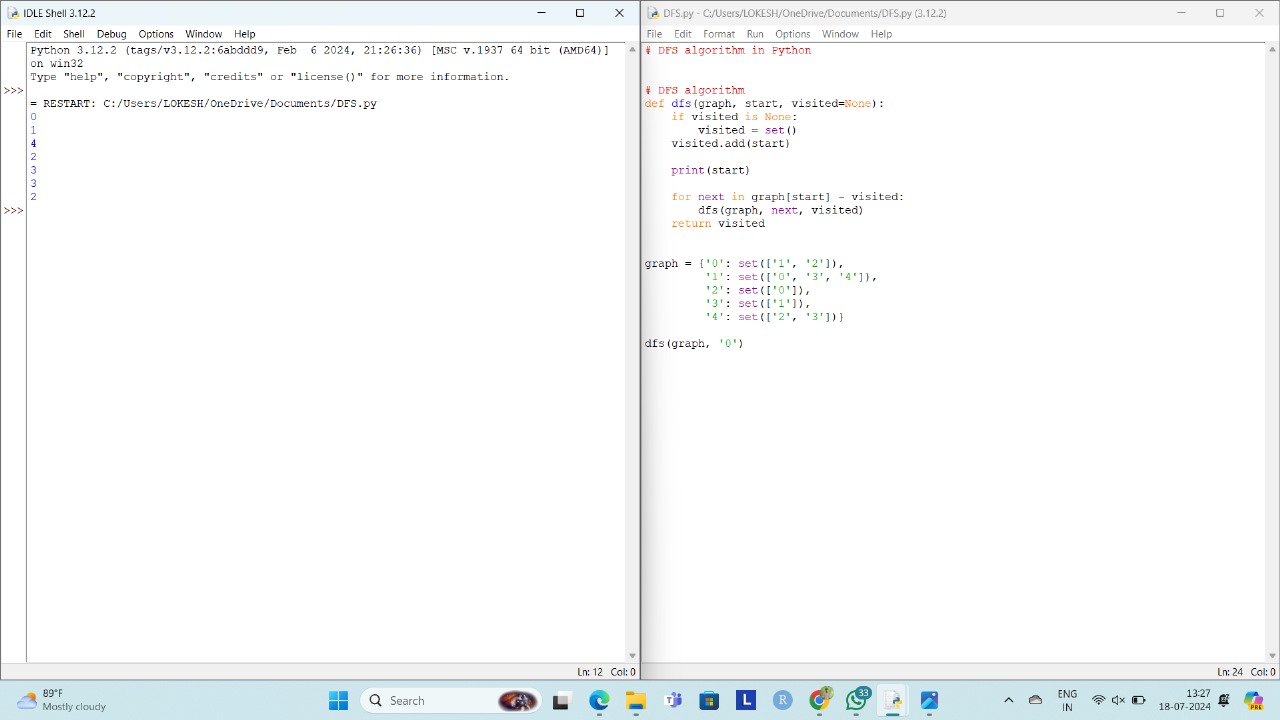 IDLE Shell 3.12.2
File Edit Shell Debug Options Window Help
Python 3.12.2 (tags/v3.12.2:6abddd9, Feb  6 2024, 21:26:36) [MSC v.1937 64 bit (AMD64)]
on win32
Type "help", "copyright", "credits" or "license()" for more information.
>>>
= RESTART: C:/Users/LOKESH/OneDrive/Documents/DFS.py
0
1
4
2
3
3
2
>>>
Ln: 12 Col: 0
DFS.py - C:/Users/LOKESH/OneDrive/Documents/DFS.py (3.12.2)
File Edit Format Run Options Window Help
# DFS algorithm in Python
# DFS algorithm
def dfs(graph, start, visited=None):
    if visited is None:
        visited = set()
    visited.add(start)
    print(start)
    for next in graph[start] - visited:
        dfs(graph, next, visited)
    return visited
graph = {'0': set(['1', '2']),
         '1': set(['0', '3', '4']),
         '2': set(['0']),
         '3': set(['1']),
         '4': set(['2', '3'])}
dfs(graph, '0')
Ln: 24 Col: 0
89°F
Mostly cloudy
Search
L
R
33
ENG
IN
13:27
18-07-2024
PRE